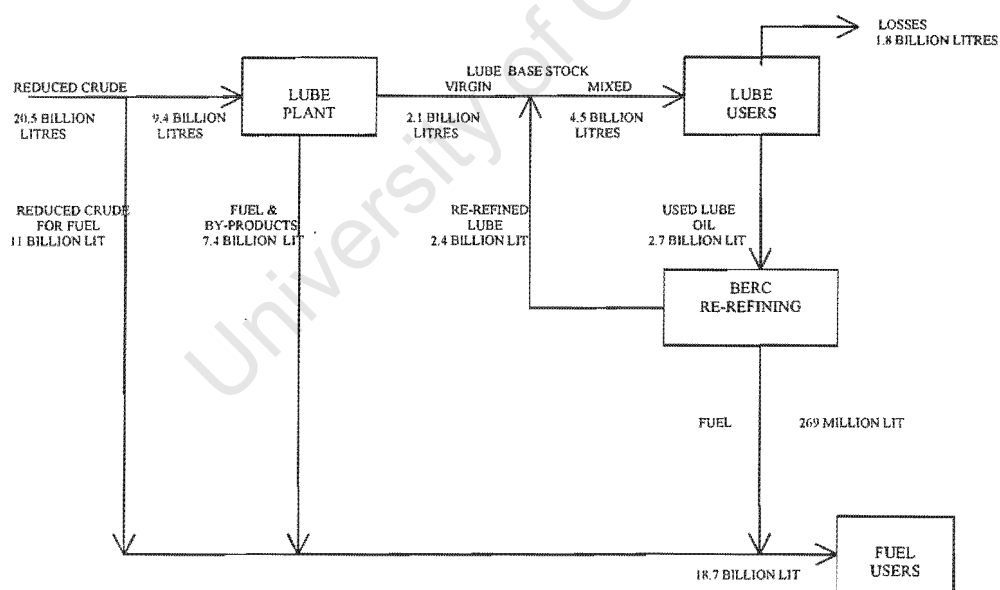 LOSSES
1.8 BILLION LITRES
REDUCED CRUDE
20.5 BILLION
LITRES
9.4 BILLION
LITRES
LUBE
PLANT
LUBE BASE STOCK
VIRGIN
MIXED
2.1 BILLION
LITRES
4.5 BILLION
LITRES
LUBE
USERS
REDUCED CRUDE
FOR FUEL
11 BILLION LIT
FUEL &
BY-PRODUCTS
7.4 BILLION LIT
RE-REFINED
LUBE
2.4 BILLION LIT
USED LUBE
OIL
2.7 BILLION LIT
BERC
RE-REFINING
FUEL
269 MILLION LIT
18.7 BILLION LIT
FUEL
USERS
University of C